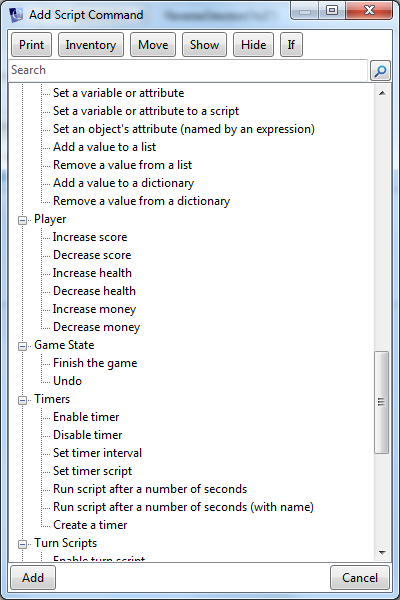 Add Script Command
Print Inventory Move Show Hide If
Search
Set a variable or attribute
Set a variable or attribute to a script
Set an object's attribute (named by an expression)
Add a value to a list
Remove a value from a list
Add a value to a dictionary
Remove a value from a dictionary
Player
Increase score
Decrease score
Increase health
Decrease health
Increase money
Decrease money
Game State
Finish the game
Undo
Timers
Enable timer
Disable timer
Set timer interval
Set timer script
Run script after a number of seconds
Run script after a number of seconds (with name)
Create a timer
Turn Scripts
Enable turn script
Add Cancel